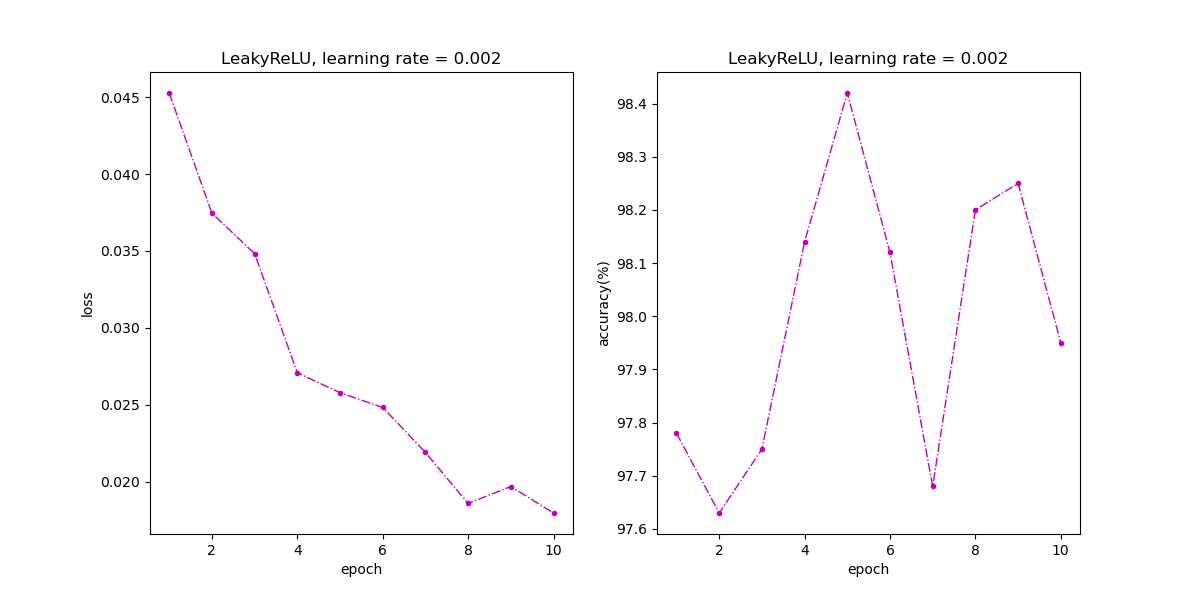 LeakyReLU, learning rate = 0.002
loss
0.045
0.040
0.035
0.030
0.025
0.020
2 4 6 8 10
epoch
LeakyReLU, learning rate = 0.002
accuracy(%)
98.4
98.3
98.2
98.1
98.0
97.9
97.8
97.7
97.6
2 4 6 8 10
epoch